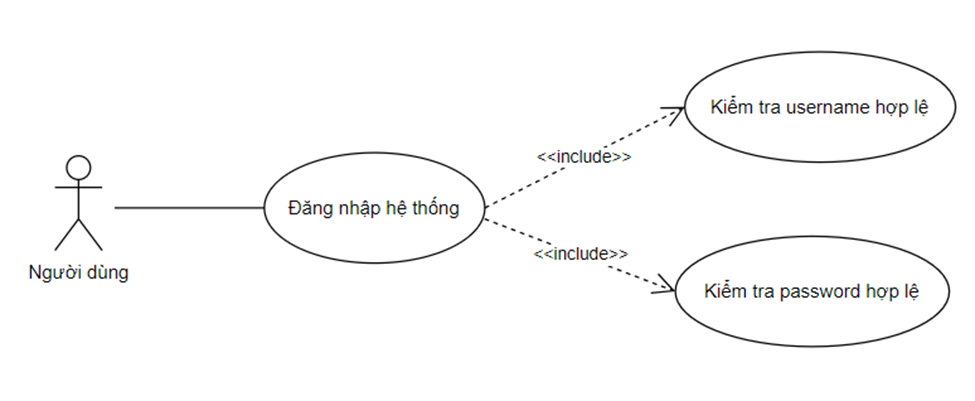 Kiểm tra username hợp lệ
<<include>>
Đăng nhập hệ thống
<<include>>
Người dùng
Kiểm tra password hợp lệ